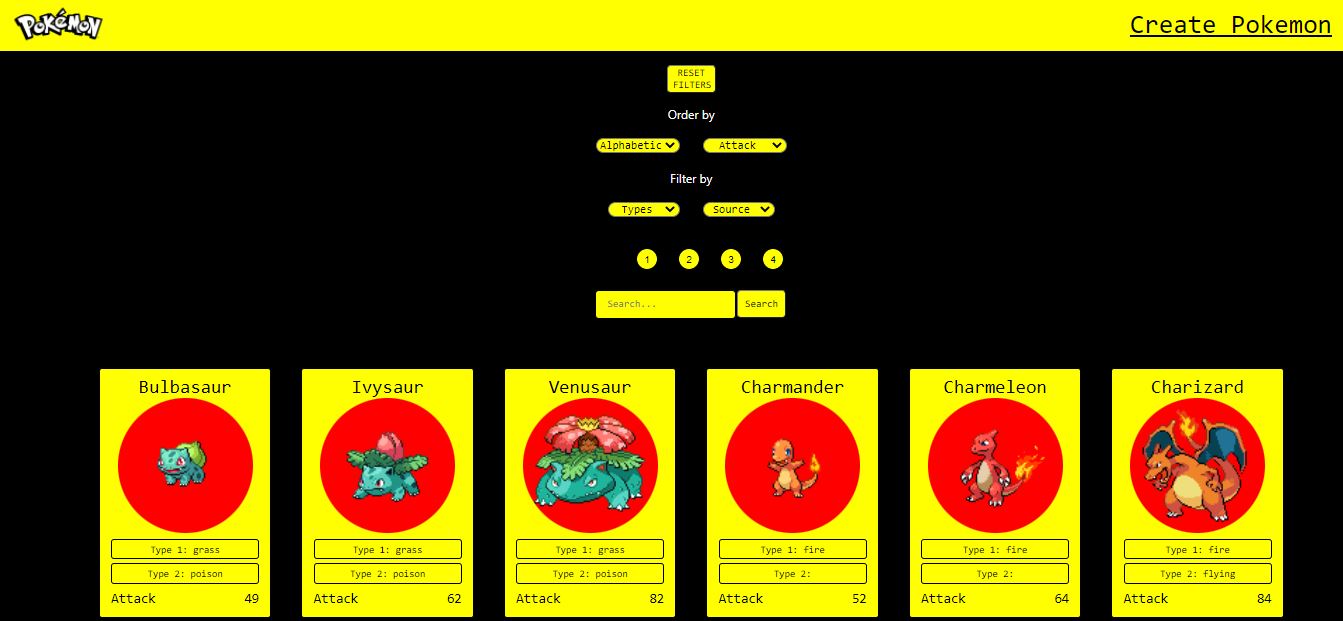 Pokémon
Create Pokemon
RESET
FILTERS
Order by
Alphabetic Attack
Filter by
Types Source
1 2 3 4
Search... Search
Bulbasaur
Type 1: grass
Type 2: poison
Attack 49
Ivysaur
Type 1: grass
Type 2: poison
Attack 62
Venusaur
Type 1: grass
Type 2: poison
Attack 82
Charmander
Type 1: fire
Type 2:
Attack 52
Charmeleon
Type 1: fire
Type 2:
Attack 64
Charizard
Type 1: fire
Type 2: flying
Attack 84